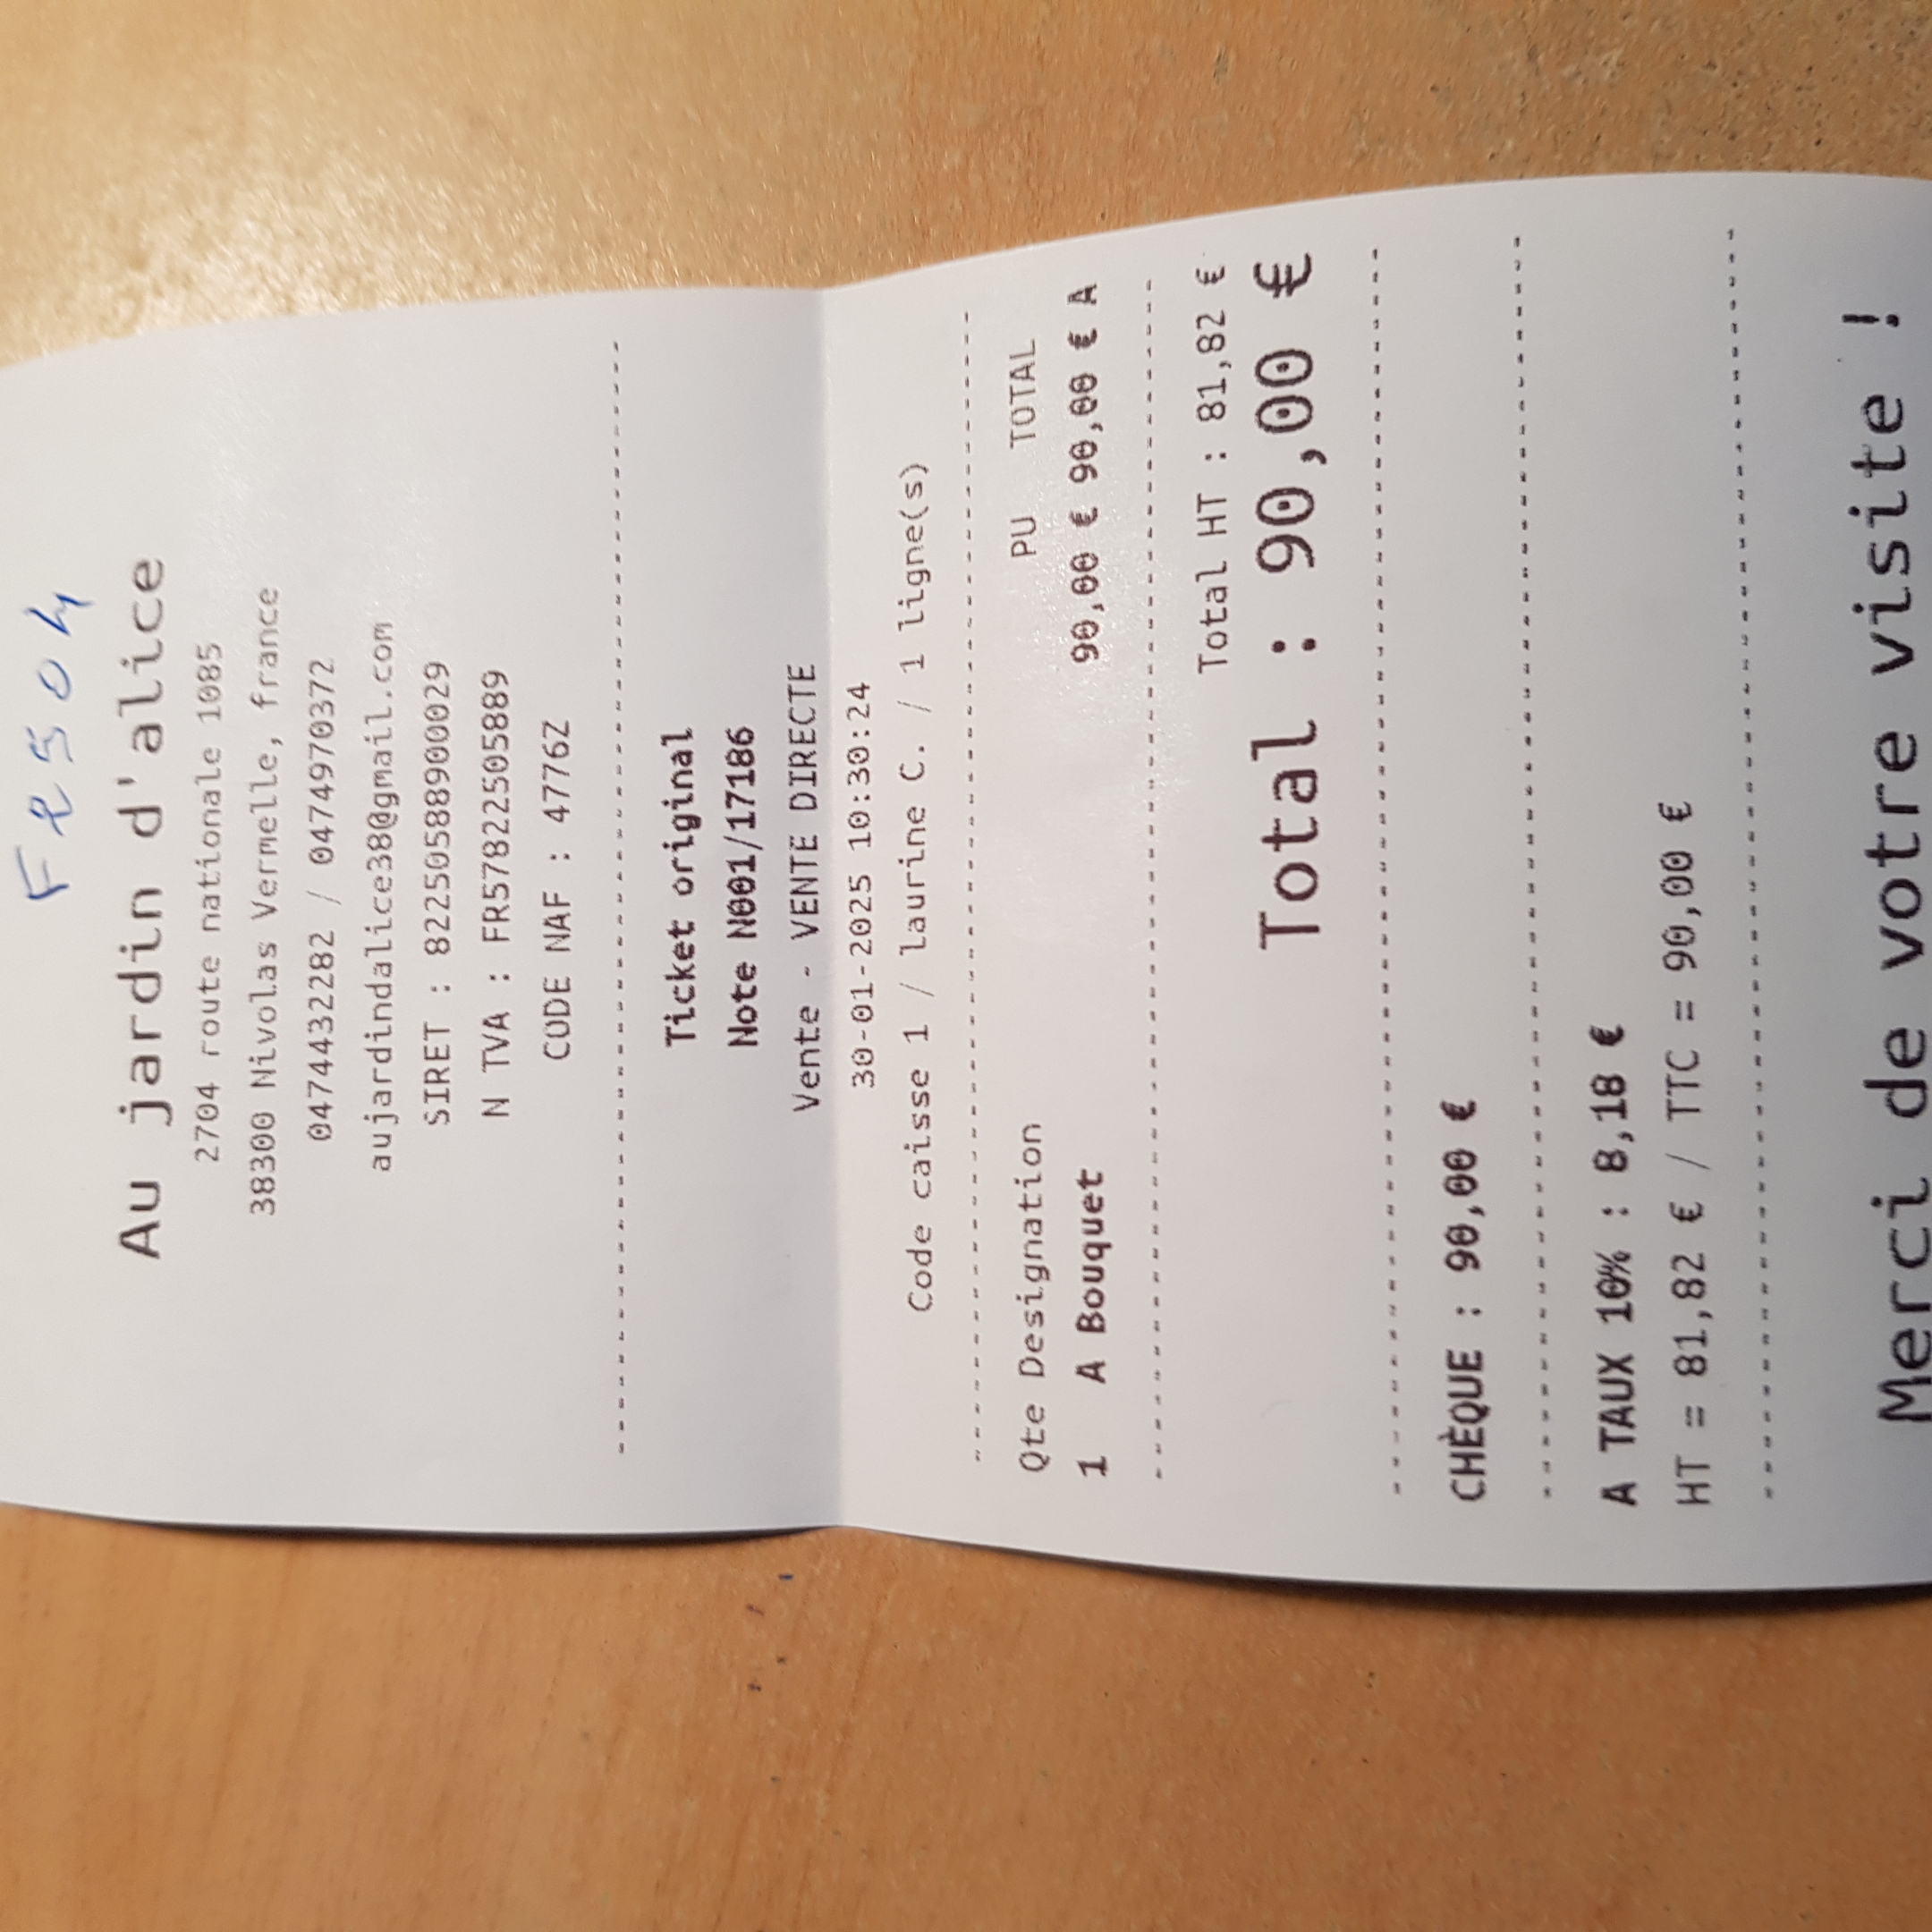 FR504
Au jardin d'alice
2704 route nationale 1085
38300 Nivolas Vermelle, france
0474432282 / 0474970372
aujardindalice38@gmail.com
SIRET : 82250588900029
N TVA : FR57822505889
CODE NAF : 4776Z
Ticket original
Note N001/17186
Vente - VENTE DIRECTE
30-01-2025 10:30:24
Code caisse 1 / laurine C. / 1 ligne(s)
Qte Designation PU TOTAL
1 A Bouquet 90,00 € 90,00 € A
Total HT : 81,82 €
Total : 90,00 €
CHÈQUE : 90,00 €
A TAUX 10% : 8,18 €
HT = 81,82 € / TTC = 90,00 €
Merci de votre visite !